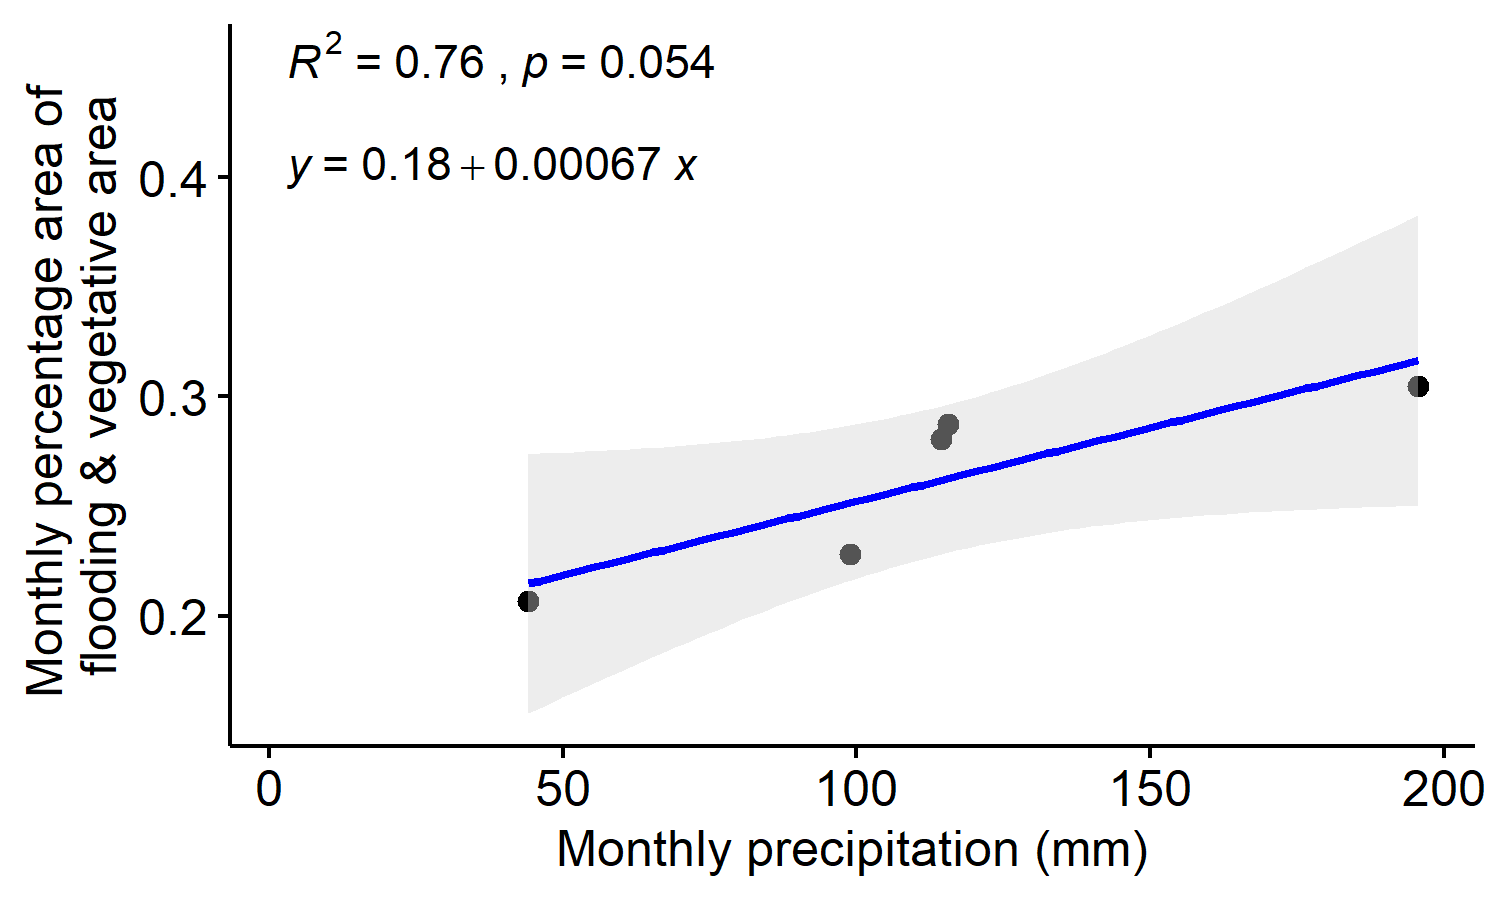 R² = 0.76 , p = 0.054
y = 0.18 + 0.00067 x
Monthly percentage area of
flooding & vegetative area
0.4
0.3
0.2
0 50 100 150 200
Monthly precipitation (mm)